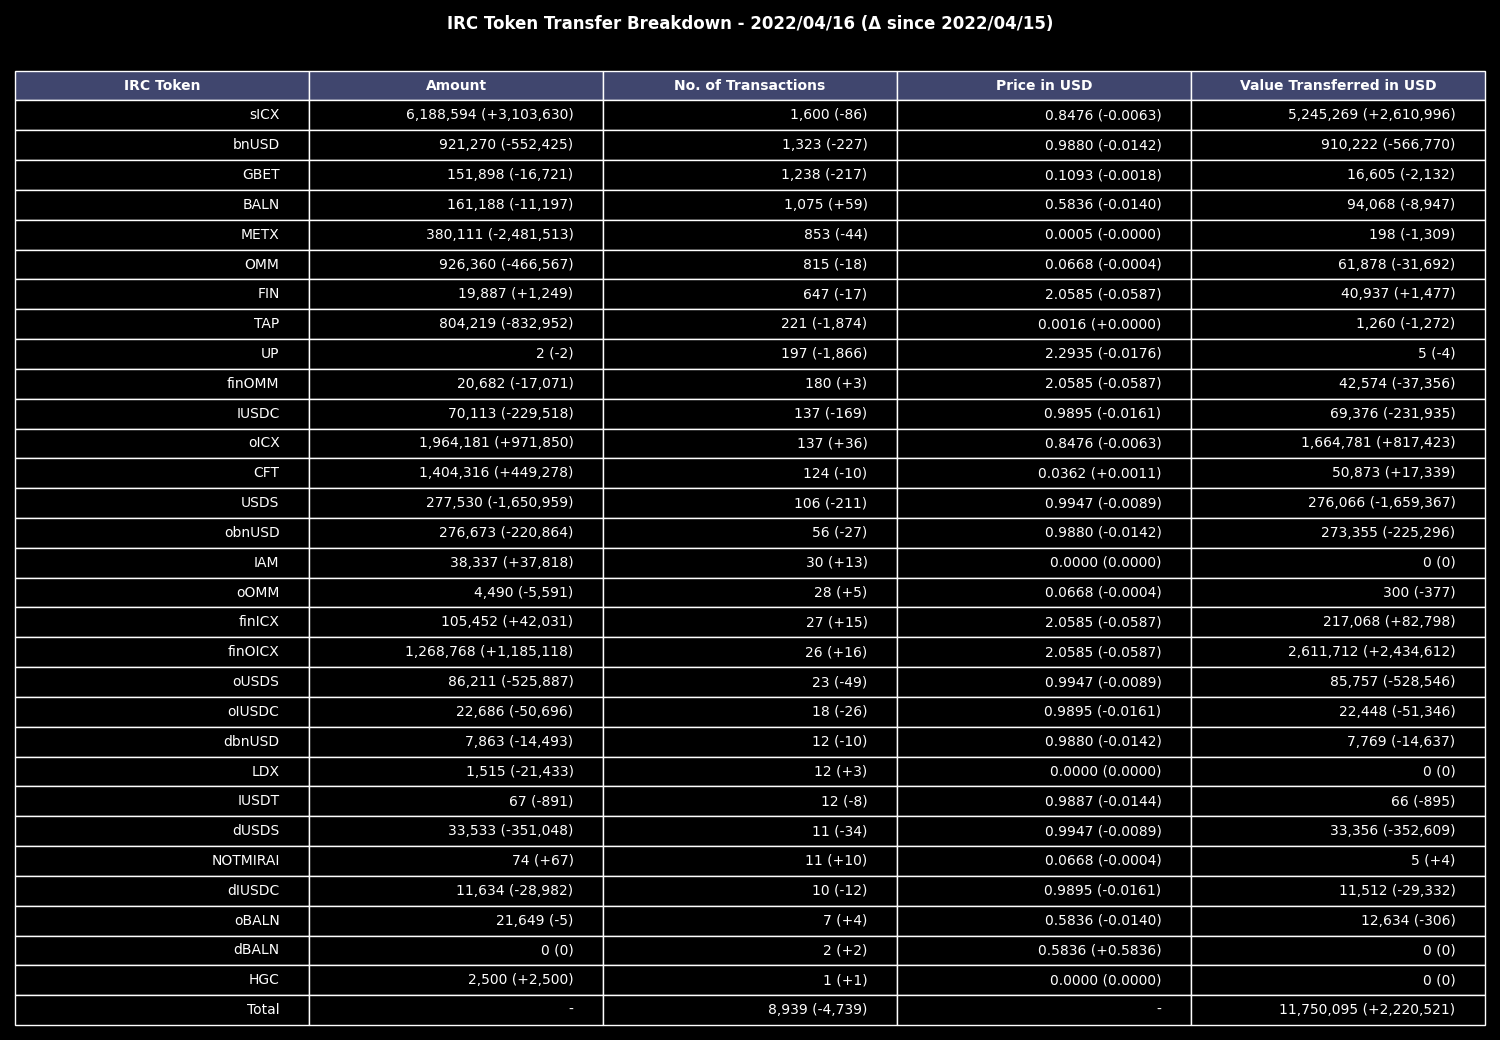 IRC Token Transfer Breakdown - 2022/04/16 (Δ since 2022/04/15)
IRC Token Amount No. of Transactions Price in USD Value Transferred in USD
sICX 6,188,594 (+3,103,630) 1,600 (-86) 0.8476 (-0.0063) 5,245,269 (+2,610,996)
bnUSD 921,270 (-552,425) 1,323 (-227) 0.9880 (-0.0142) 910,222 (-566,770)
GBET 151,898 (-16,721) 1,238 (-217) 0.1093 (-0.0018) 16,605 (-2,132)
BALN 161,188 (-11,197) 1,075 (+59) 0.5836 (-0.0140) 94,068 (-8,947)
METX 380,111 (-2,481,513) 853 (-44) 0.0005 (-0.0000) 198 (-1,309)
OMM 926,360 (-466,567) 815 (-18) 0.0668 (-0.0004) 61,878 (-31,692)
FIN 19,887 (+1,249) 647 (-17) 2.0585 (-0.0587) 40,937 (+1,477)
TAP 804,219 (-832,952) 221 (-1,874) 0.0016 (+0.0000) 1,260 (-1,272)
UP 2 (-2) 197 (-1,866) 2.2935 (-0.0176) 5 (-4)
finOMM 20,682 (-17,071) 180 (+3) 2.0585 (-0.0587) 42,574 (-37,356)
IUSDC 70,113 (-229,518) 137 (-169) 0.9895 (-0.0161) 69,376 (-231,935)
oICX 1,964,181 (+971,850) 137 (+36) 0.8476 (-0.0063) 1,664,781 (+817,423)
CFT 1,404,316 (+449,278) 124 (-10) 0.0362 (+0.0011) 50,873 (+17,339)
USDS 277,530 (-1,650,959) 106 (-211) 0.9947 (-0.0089) 276,066 (-1,659,367)
obnUSD 276,673 (-220,864) 56 (-27) 0.9880 (-0.0142) 273,355 (-225,296)
IAM 38,337 (+37,818) 30 (+13) 0.0000 (0.0000) 0 (0)
oOMM 4,490 (-5,591) 28 (+5) 0.0668 (-0.0004) 300 (-377)
finICX 105,452 (+42,031) 27 (+15) 2.0585 (-0.0587) 217,068 (+82,798)
finOICX 1,268,768 (+1,185,118) 26 (+16) 2.0585 (-0.0587) 2,611,712 (+2,434,612)
oUSDS 86,211 (-525,887) 23 (-49) 0.9947 (-0.0089) 85,757 (-528,546)
oIUSDC 22,686 (-50,696) 18 (-26) 0.9895 (-0.0161) 22,448 (-51,346)
dbnUSD 7,863 (-14,493) 12 (-10) 0.9880 (-0.0142) 7,769 (-14,637)
LDX 1,515 (-21,433) 12 (+3) 0.0000 (0.0000) 0 (0)
IUSDT 67 (-891) 12 (-8) 0.9887 (-0.0144) 66 (-895)
dUSDS 33,533 (-351,048) 11 (-34) 0.9947 (-0.0089) 33,356 (-352,609)
NOTMIRAI 74 (+67) 11 (+10) 0.0668 (-0.0004) 5 (+4)
dIUSDC 11,634 (-28,982) 10 (-12) 0.9895 (-0.0161) 11,512 (-29,332)
oBALN 21,649 (-5) 7 (+4) 0.5836 (-0.0140) 12,634 (-306)
dBALN 0 (0) 2 (+2) 0.5836 (+0.5836) 0 (0)
HGC 2,500 (+2,500) 1 (+1) 0.0000 (0.0000) 0 (0)
Total - 8,939 (-4,739) - 11,750,095 (+2,220,521)